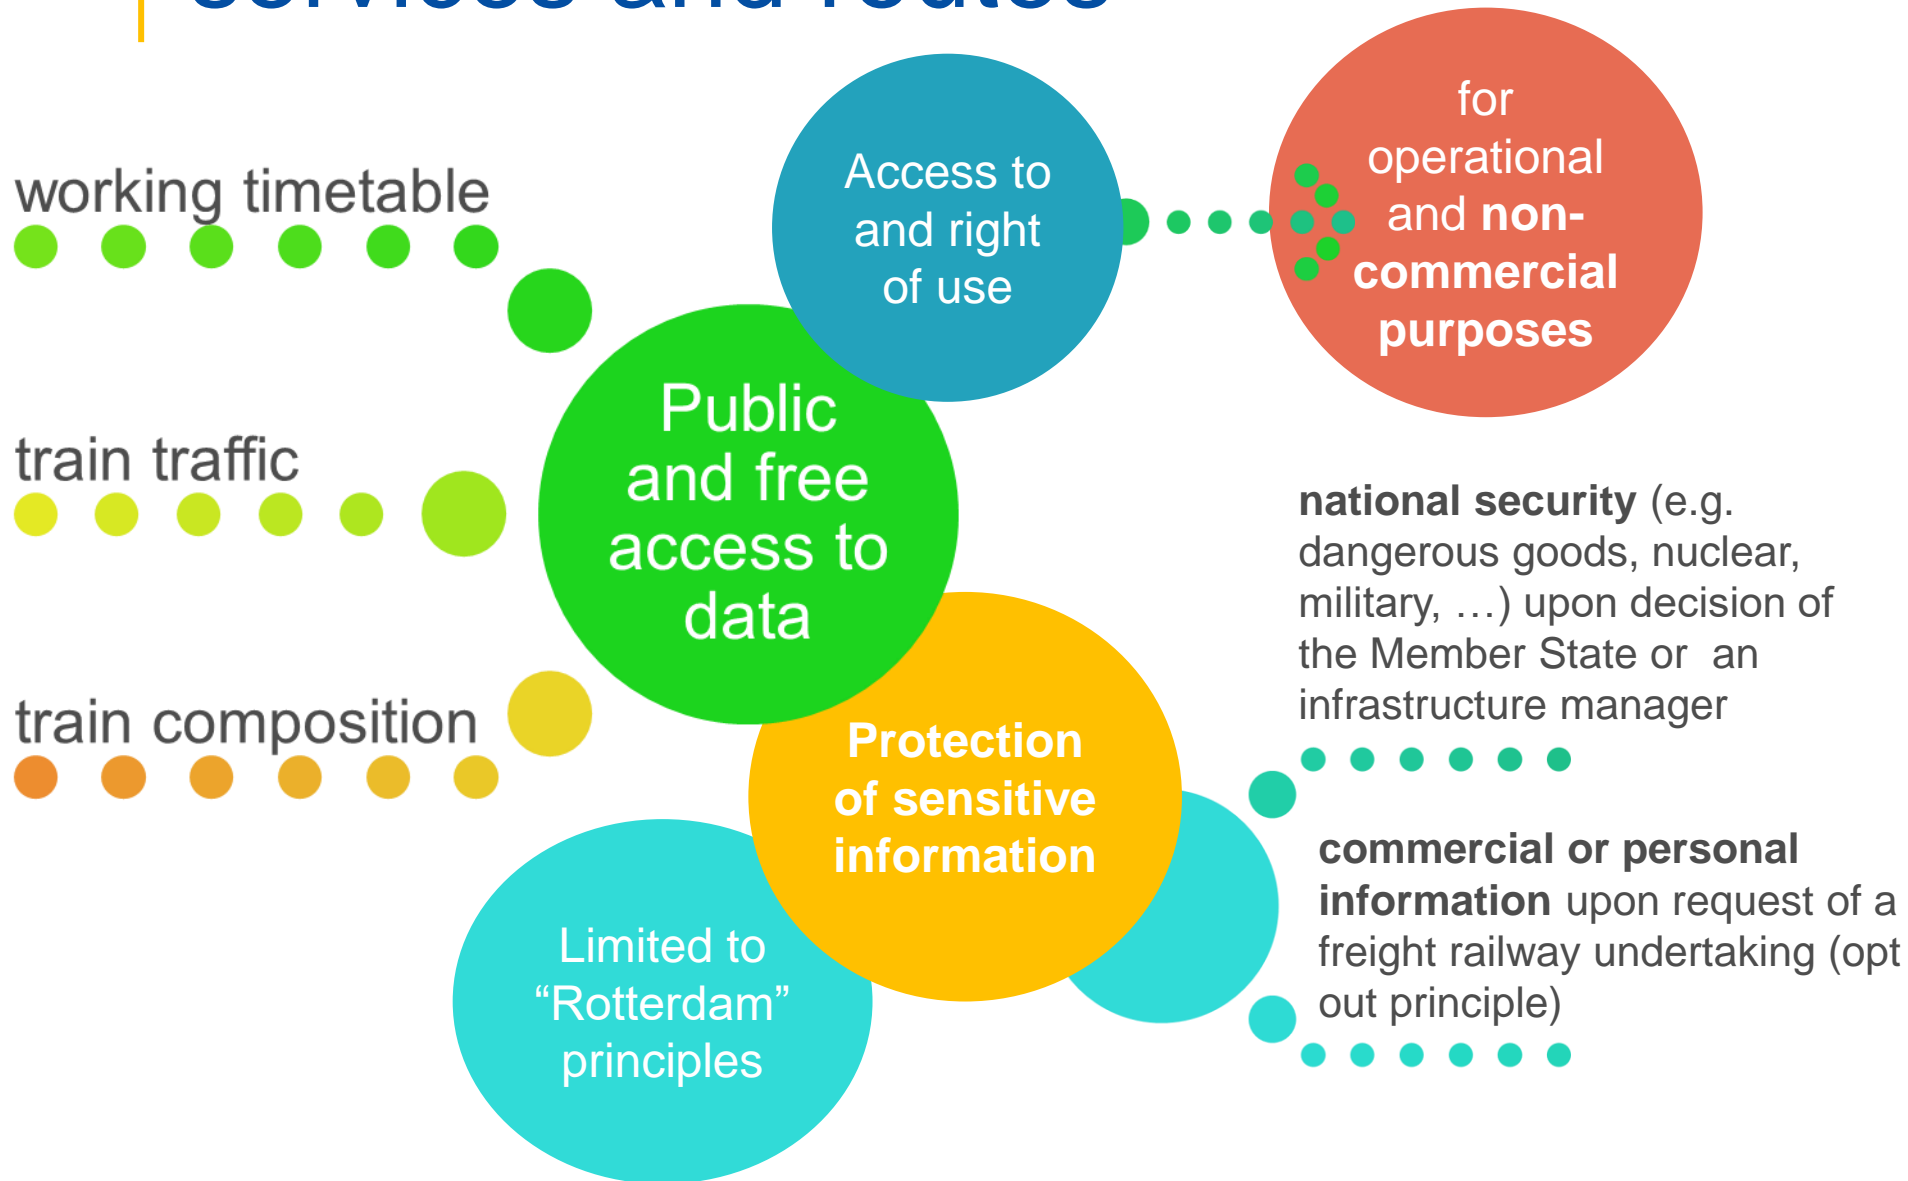 services and routes
working timetable
train traffic
train composition
Public
and free
access to
data
Access to
and right
of use
for
operational
and non-
commercial
purposes
Protection
of sensitive
information
Limited to
“Rotterdam”
principles
national security (e.g.
dangerous goods, nuclear,
military, …) upon decision of
the Member State or  an
infrastructure manager
commercial or personal
information upon request of a
freight railway undertaking (opt
out principle)